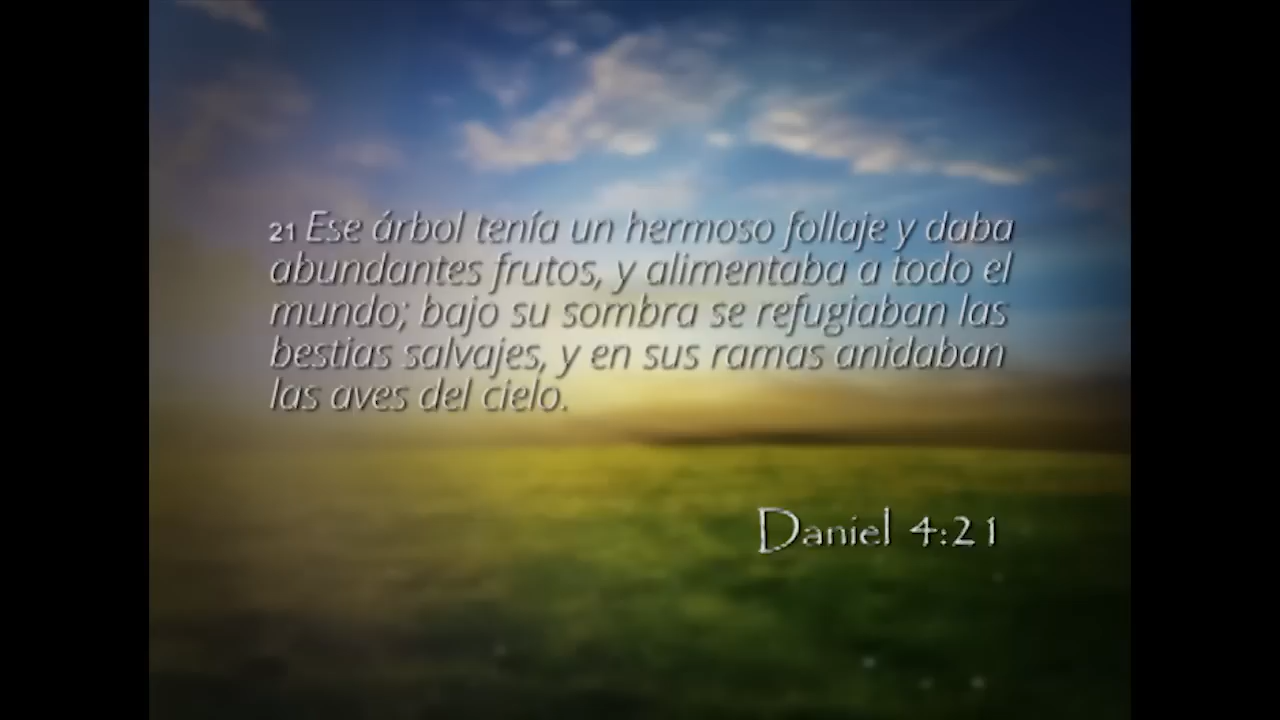 21 Ese árbol tenía un hermoso follaje y daba
abundantes frutos, y alimentaba a todo el
mundo; bajo su sombra se refugiaban las
bestias salvajes, y en sus ramas anidaban
las aves del cielo.
Daniel 4:21